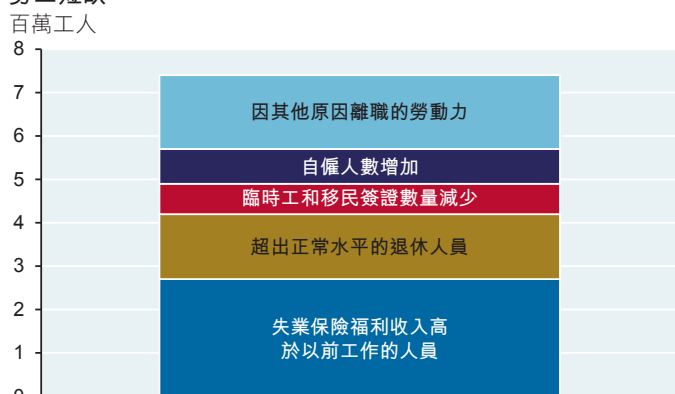 百萬工人
8
7
6
5
4
3
2
1
0
因其他原因離職的勞動力
自僱人數增加
臨時工和移民簽證數量減少
超出正常水平的退休人員
失業保險福利收入高
於以前工作的人員